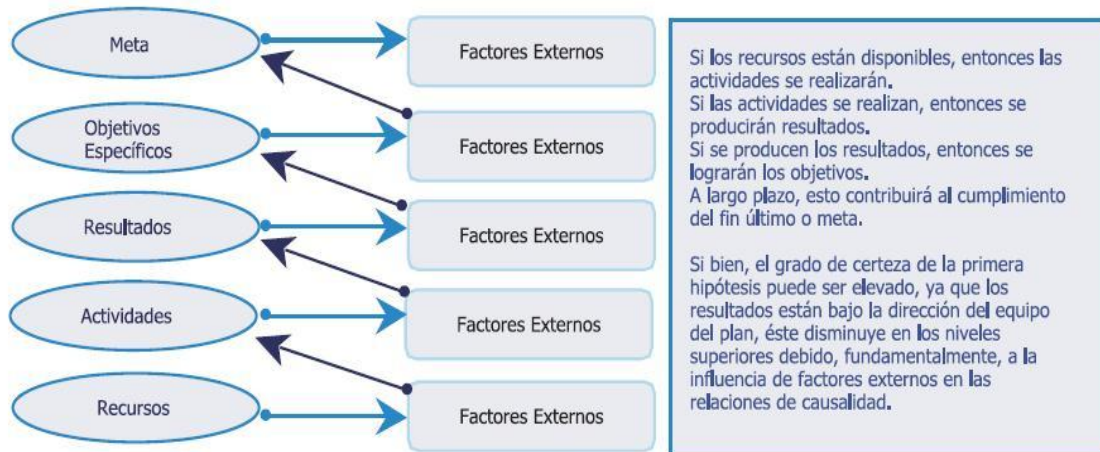 Meta
Factores Externos
Objetivos
Específicos
Factores Externos
Resultados
Factores Externos
Actividades
Factores Externos
Recursos
Factores Externos
Si los recursos están disponibles, entonces las
actividades se realizarán.
Si las actividades se realizan, entonces se
producirán resultados.
Si se producen los resultados, entonces se
lograrán los objetivos.
A largo plazo, esto contribuirá al cumplimiento
del fin último o meta.
Si bien, el grado de certeza de la primera
hipótesis puede ser elevado, ya que los
resultados están bajo la dirección del equipo
del plan, éste disminuye en los niveles
superiores debido, fundamentalmente, a la
influencia de factores externos en las
relaciones de causalidad.